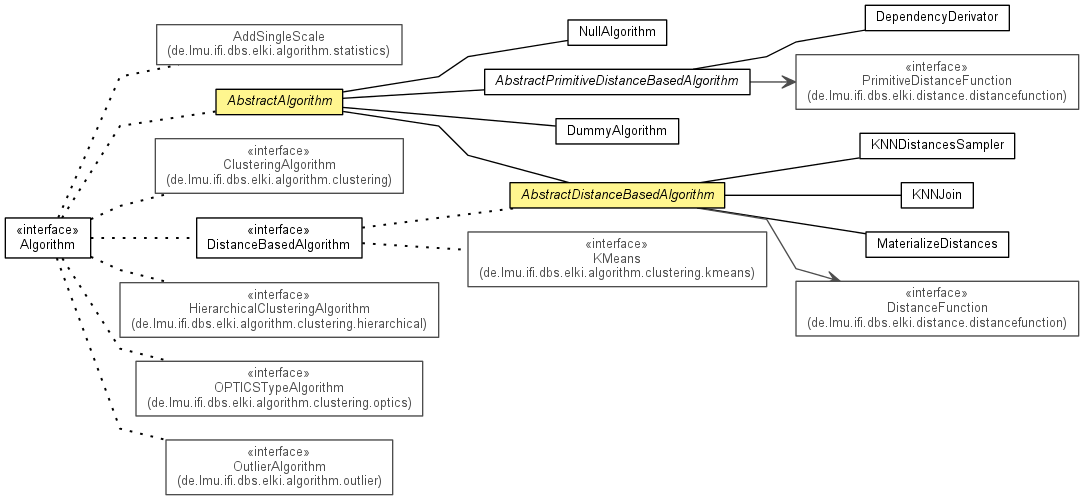 AddSingleScale
(de.lmu.ifi.dbs.elki.algorithm.statistics)
NullAlgorithm
DependencyDerivator
AbstractAlgorithm
AbstractPrimitiveDistanceBasedAlgorithm
«interface»
PrimitiveDistanceFunction
(de.lmu.ifi.dbs.elki.distance.distancefunction)
DummyAlgorithm
«interface»
ClusteringAlgorithm
(de.lmu.ifi.dbs.elki.algorithm.clustering)
KNNDistancesSampler
AbstractDistanceBasedAlgorithm
KNNJoin
«interface»
Algorithm
«interface»
DistanceBasedAlgorithm
MaterializeDistances
«interface»
KMeans
(de.lmu.ifi.dbs.elki.algorithm.clustering.kmeans)
«interface»
HierarchicalClusteringAlgorithm
(de.lmu.ifi.dbs.elki.algorithm.clustering.hierarchical)
«interface»
DistanceFunction
(de.lmu.ifi.dbs.elki.distance.distancefunction)
«interface»
OPTICSTypeAlgorithm
(de.lmu.ifi.dbs.elki.algorithm.clustering.optics)
«interface»
OutlierAlgorithm
(de.lmu.ifi.dbs.elki.algorithm.outlier)